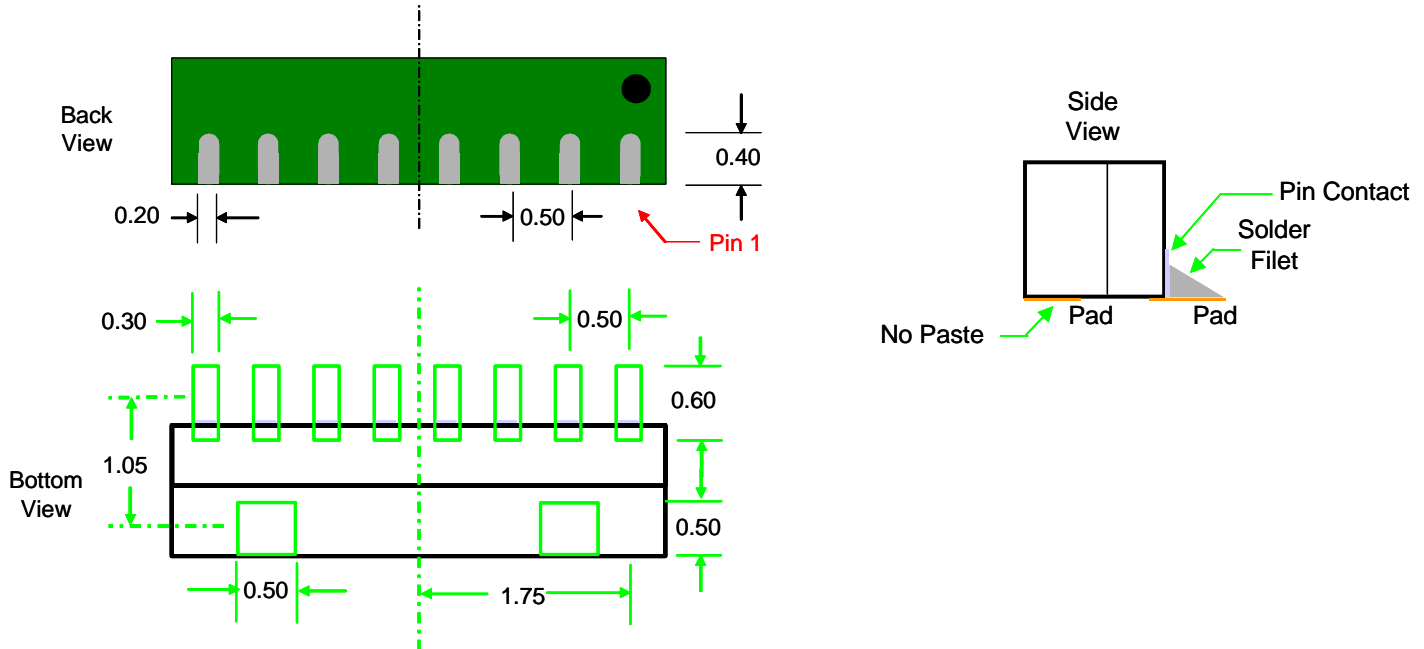 Back
View
0.40
0.20
0.50
Pin 1
Side
View
Pin Contact
Solder
Filet
No Paste
Pad
Pad
0.30
0.50
0.60
1.05
Bottom
View
0.50
0.50
1.75